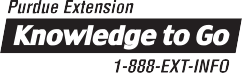 Purdue Extension
Knowledge to Go
1-888-EXT-INFO